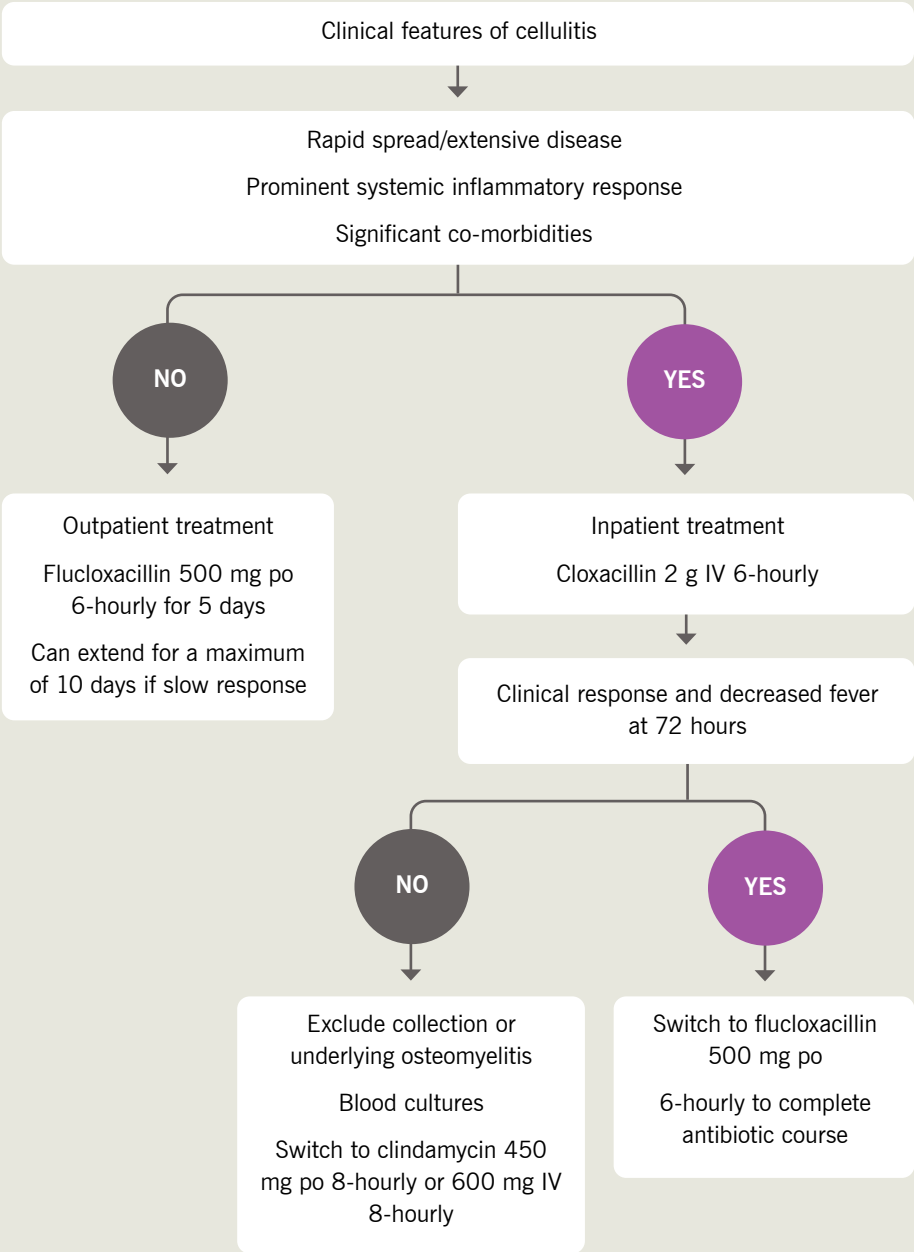 Clinical features of cellulitis
Rapid spread/extensive disease
Prominent systemic inflammatory response
Significant co-morbidities
NO
YES
Outpatient treatment
Flucloxacillin 500 mg po
6-hourly for 5 days
Can extend for a maximum
of 10 days if slow response
Inpatient treatment
Cloxacillin 2 g IV 6-hourly
Clinical response and decreased fever
at 72 hours
NO
YES
Exclude collection or
underlying osteomyelitis
Blood cultures
Switch to clindamycin 450
mg po 8-hourly or 600 mg IV
8-hourly
Switch to flucloxacillin
500 mg po
6-hourly to complete
antibiotic course